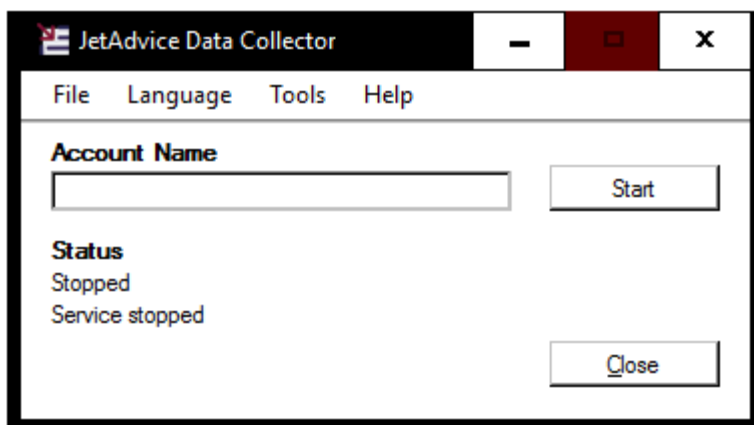 JetAdvice Data Collector
File Language Tools Help
Account Name
Start
Status
Stopped
Service stopped
Close